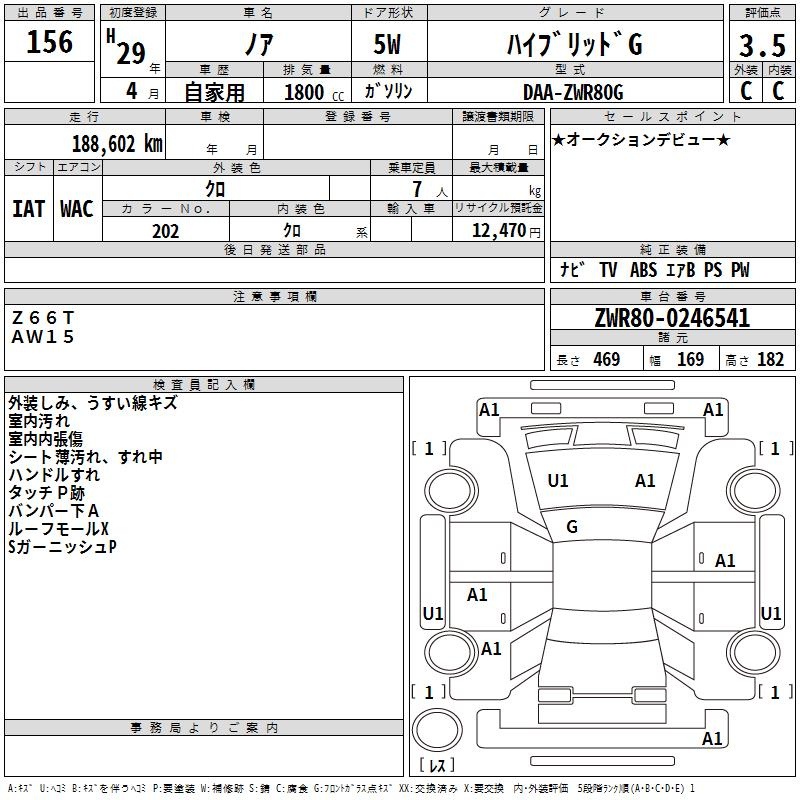 出品番号
156
初度登録
H29年
4月
車名
ノア
ドア形状
5W
グレード
ハイブリッドG
評価点
3.5
車歴
自家用
排気量
1800 CC
燃料
ガソリン
型式
DAA-ZWR80G
外装 内装
C C
走行
188,602 km
車検
年 月
登録番号
譲渡書類期限
月 日
セールスポイント
★オークションデビュー★
シフト
IAT
エアコン
WAC
外装色
クロ
乗車定員
7 人
最大積載量
kg
カラーNo.
202
内装色
クロ 系
輸入車
リサイクル預託金
12,470円
後日発送部品
純正装備
ナビ TV ABS エアB PS PW
注意事項欄
Z66T
AW15
車台番号
ZWR80-0246541
諸元
長さ 469 幅 169 高さ 182
検査員記入欄
外装しみ、うすい線キズ
室内汚れ
室内内張傷
シート薄汚れ、すれ中
ハンドルすれ
タッチP跡
バンパー下A
ルーフモールX
SガーニッシュP
事務局よりご案内
A1 A1
[ 1 ] [ 1 ]
U1 A1
G
A1
A1
U1 U1
A1
[ 1 ] [ 1 ]
A1
[ レス ]
A:キズ U:ヘコミ B:キズを伴うヘコミ P:要塗装 W:補修跡 S:錆 C:腐食 G:フロントガラス点キズ XX:交換済み X:要交換 内・外装評価 5段階ランク順(A・B・C・D・E) 1